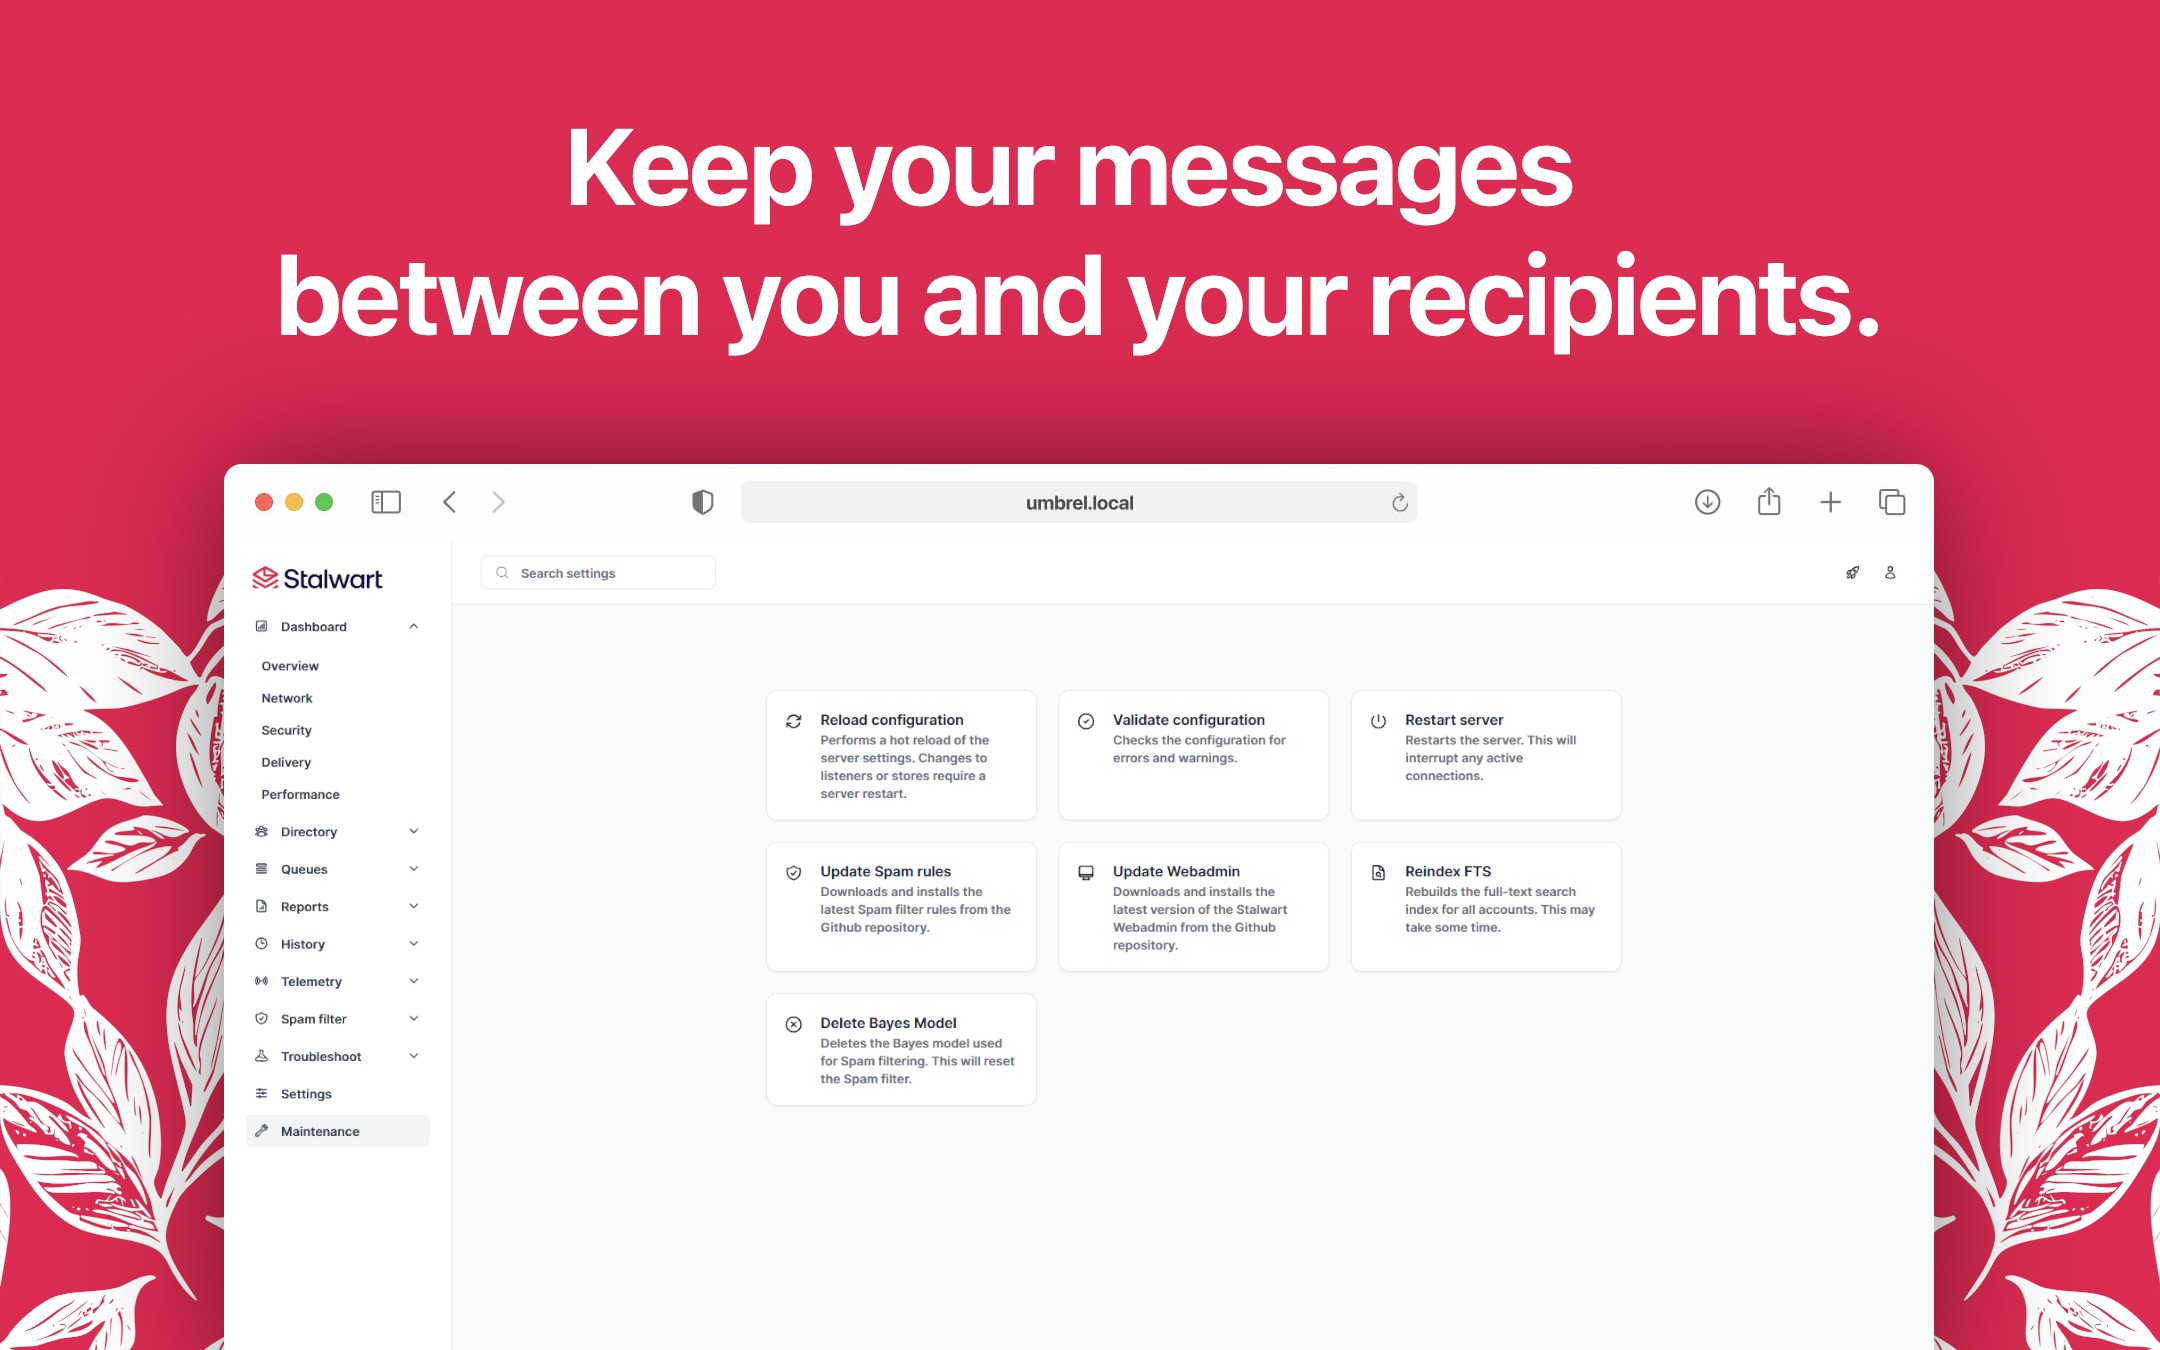 Keep your messages
between you and your recipients.
umbrel.local
Stalwart
Search settings
Dashboard
Overview
Network
Security
Delivery
Performance
Directory
Queues
Reports
History
Telemetry
Spam filter
Troubleshoot
Settings
Maintenance
Reload configuration
Performs a hot reload of the
server settings. Changes to
listeners or stores require a
server restart.
Validate configuration
Checks the configuration for
errors and warnings.
Restart server
Restarts the server. This will
interrupt any active
connections.
Update Spam rules
Downloads and installs the
latest Spam filter rules from the
Github repository.
Update Webadmin
Downloads and installs the
latest version of the Stalwart
Webadmin from the Github
repository.
Reindex FTS
Rebuilds the full-text search
index for all accounts. This may
take some time.
Delete Bayes Model
Deletes the Bayes model used
for Spam filtering. This will reset
the Spam filter.